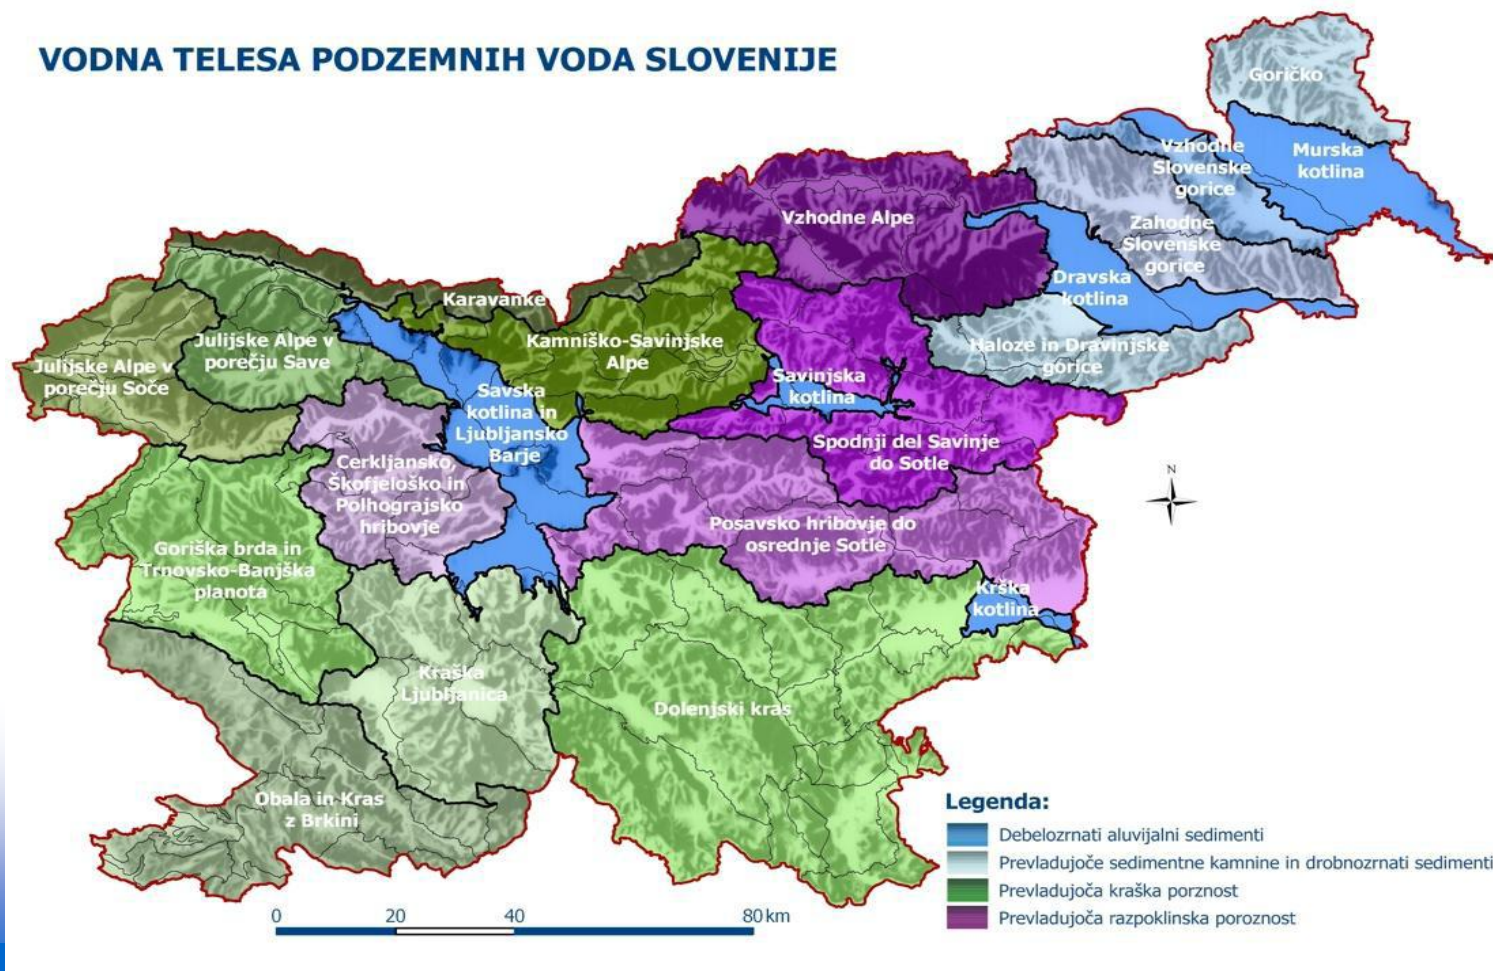 VODNA TELESA PODZEMNIH VODA SLOVENIJE
Goričko
Murska
kotlina
Vzhodne
Slovenske
gorice
Zahodne
Slovenske
gorice
Vzhodne Alpe
Dravska
kotlina
Karavanke
Kamniško-Savinjske
Alpe
Haloze in Dravinjske
gorice
Julijske Alpe v
porečju Save
Julijske Alpe v
porečju Soče
Savinjska
kotlina
Savska
kotlina in
Ljubljansko
Barje
Spodnji del Savinje
do Sotle
Cerkljansko,
Škofjeloško in
Polhograjsko
hribovje
N
Posavsko hribovje do
osrednje Sotle
Goriška brda in
Trnovsko-Banjška
planota
Krška
kotlina
Kraška
Ljubljanica
Dolenjski kras
Obala in Kras
z Brkini
Legenda:
Debelozrnati aluvijalni sedimenti
Prevladujoče sedimentne kamnine in drobnozrnati sedimenti
Prevladujoča kraška porznost
Prevladujoča razpoklinska poroznost
0 20 40 80 km